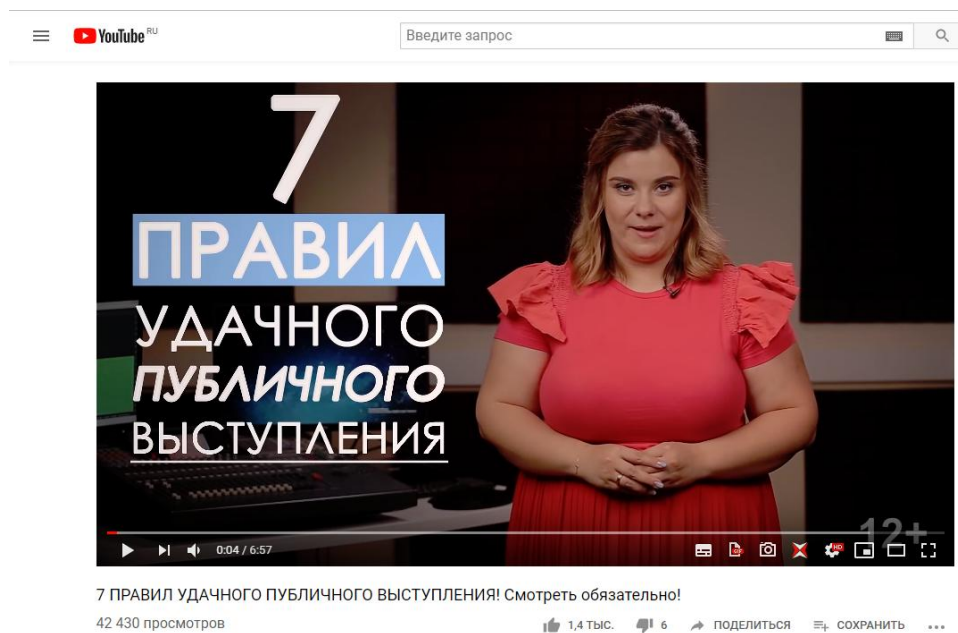 YouTube RU
Введите запрос
7
ПРАВИЛ
УДАЧНОГО
ПУБЛИЧНОГО
ВЫСТУПЛЕНИЯ
12+
0:04 / 6:57
HD
7 ПРАВИЛ УДАЧНОГО ПУБЛИЧНОГО ВЫСТУПЛЕНИЯ! Смотреть обязательно!
42 430 просмотров
1,4 ТЫС. 6 ПОДЕЛИТЬСЯ СОХРАНИТЬ